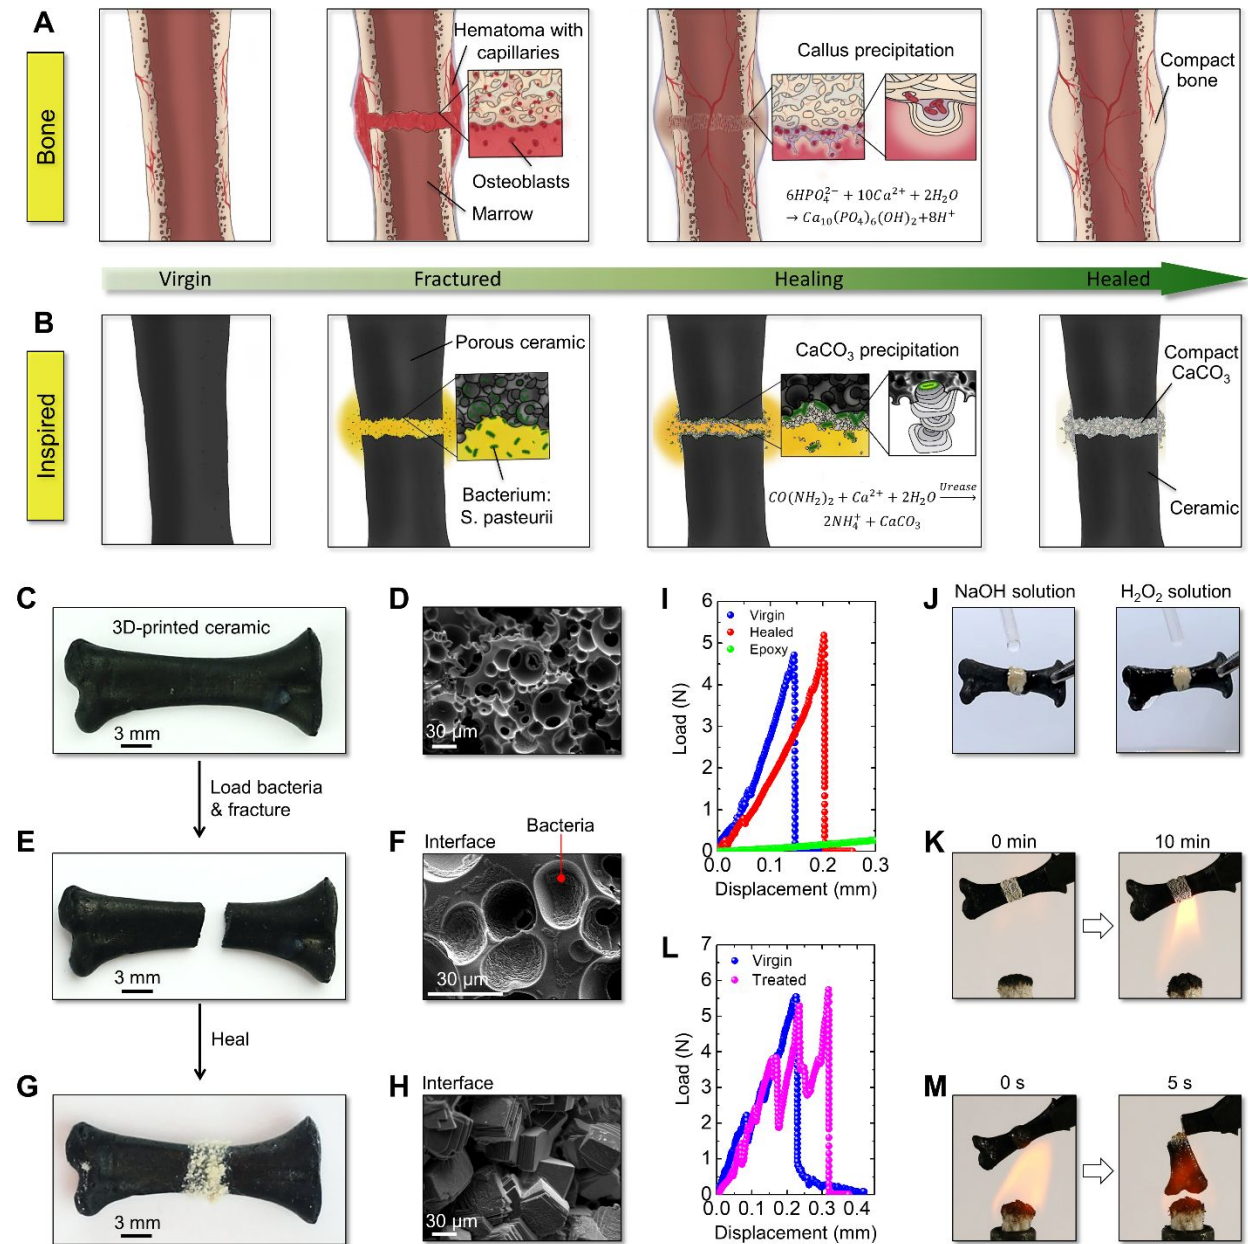 A
Bone
Hematoma with
capillaries
Osteoblasts
Marrow
Callus precipitation
6HPO₄²⁻ + 10Ca²⁺ + 2H₂O
→ Ca₁₀(PO₄)₆(OH)₂+8H⁺
Compact
bone
Virgin
Fractured
Healing
Healed
B
Inspired
Porous ceramic
Bacterium:
S. pasteurii
CaCO₃ precipitation
CO(NH₂)₂ + Ca²⁺ + 2H₂O Urease →
2NH₄⁺ + CaCO₃
Compact
CaCO₃
Ceramic
C
3D-printed ceramic
3 mm
Load bacteria
& fracture
D
30 μm
E
3 mm
Heal
F
Interface
Bacteria
30 μm
G
3 mm
H
Interface
30 μm
I
Virgin
Healed
Epoxy
Load (N)
6
5
4
3
2
1
0
0.0 0.1 0.2 0.3
Displacement (mm)
J
NaOH solution
H₂O₂ solution
K
0 min
10 min
L
Virgin
Treated
Load (N)
7
6
5
4
3
2
1
0
0.0 0.1 0.2 0.3 0.4
Displacement (mm)
M
0 s
5 s